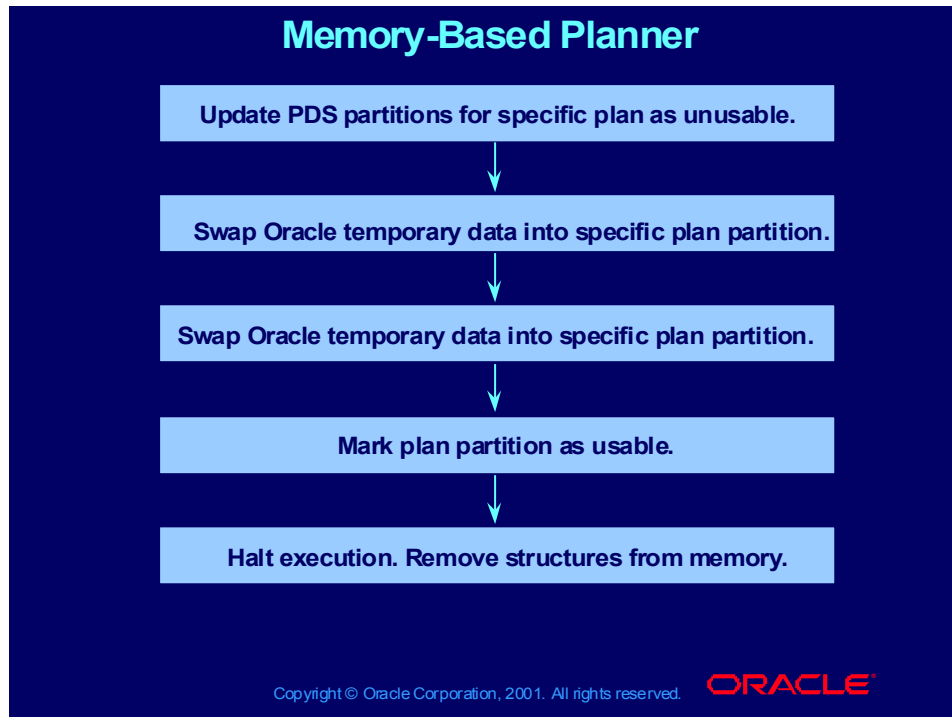 Memory-Based Planner
Update PDS partitions for specific plan as unusable.
Swap Oracle temporary data into specific plan partition.
Swap Oracle temporary data into specific plan partition.
Mark plan partition as usable.
Halt execution. Remove structures from memory.
Copyright © Oracle Corporation, 2001. All rights reserved.
ORACLE®